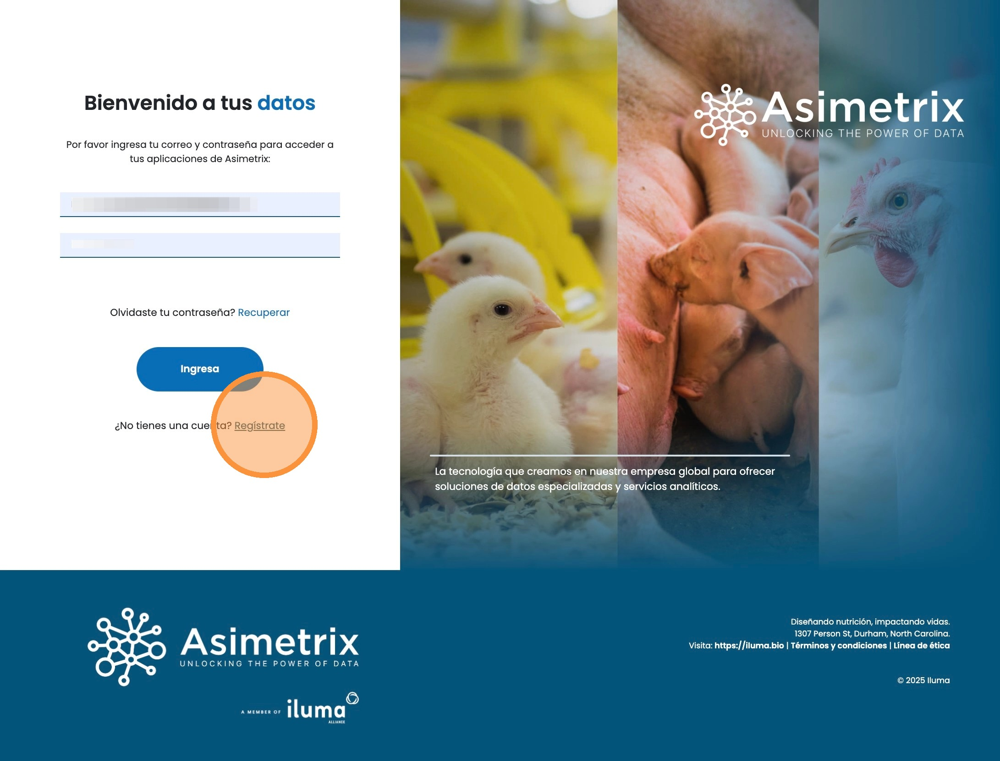 Bienvenido a tus datos
Por favor ingresa tu correo y contraseña para acceder a
tus aplicaciones de Asimetrix:
Olvidaste tu contraseña? Recuperar
Ingresa
¿No tienes una cuenta? Regístrate
Asimetrix
UNLOCKING THE POWER OF DATA
La tecnología que creamos en nuestra empresa global para ofrecer
soluciones de datos especializadas y servicios analíticos.
Asimetrix
UNLOCKING THE POWER OF DATA
A MEMBER OF iluma
ALLIANCE
Diseñando nutrición, impactando vidas.
1307 Person St, Durham, North Carolina.
Visita: https://iluma.bio | Términos y condiciones | Línea de ética
© 2025 Iluma